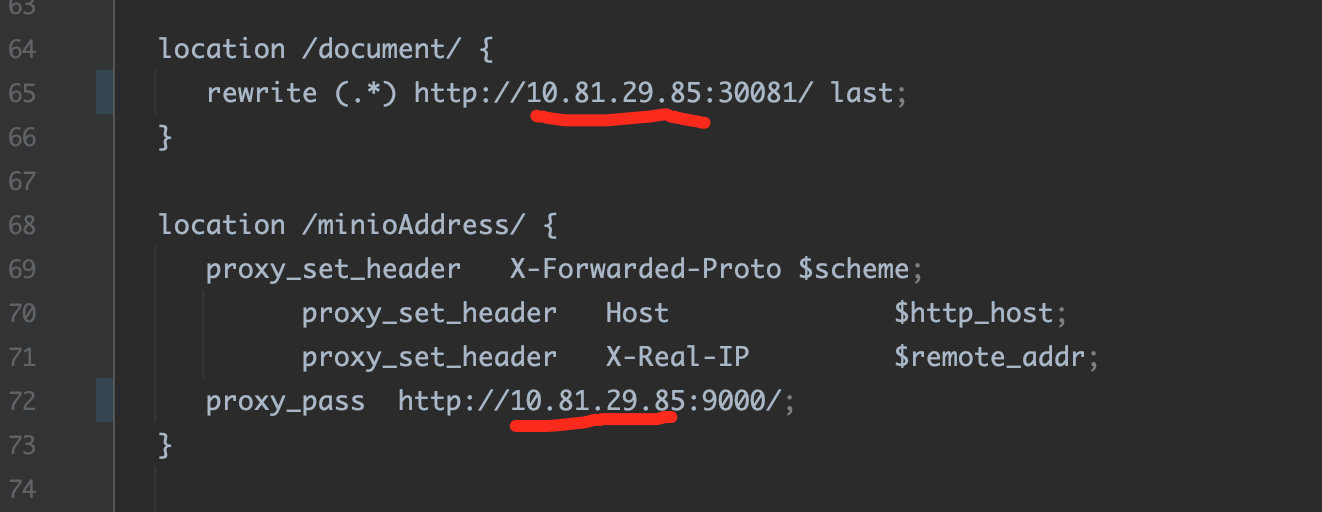 63
64 location /document/ {
65 rewrite (.*) http://10.81.29.85:30081/ last;
66 }
67
68 location /minioAddress/ {
69 proxy_set_header X-Forwarded-Proto $scheme;
70 proxy_set_header Host $http_host;
71 proxy_set_header X-Real-IP $remote_addr;
72 proxy_pass http://10.81.29.85:9000/;
73 }
74